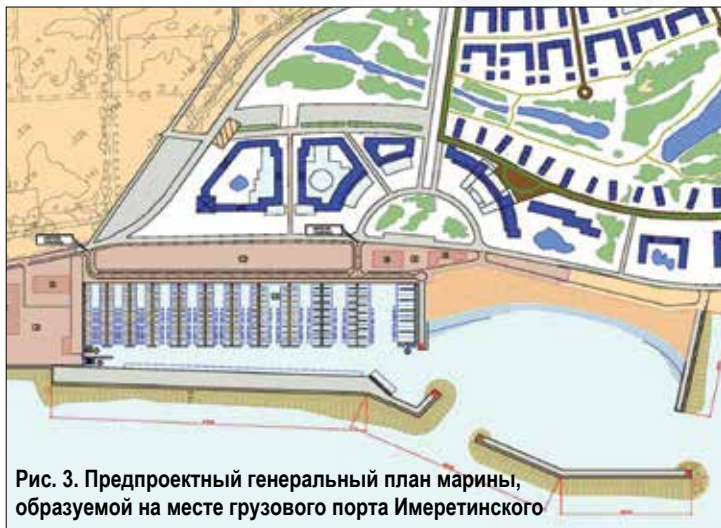 Рис. 3. Предпроектный генеральный план марины,
образуемой на месте грузового порта Имеретинского